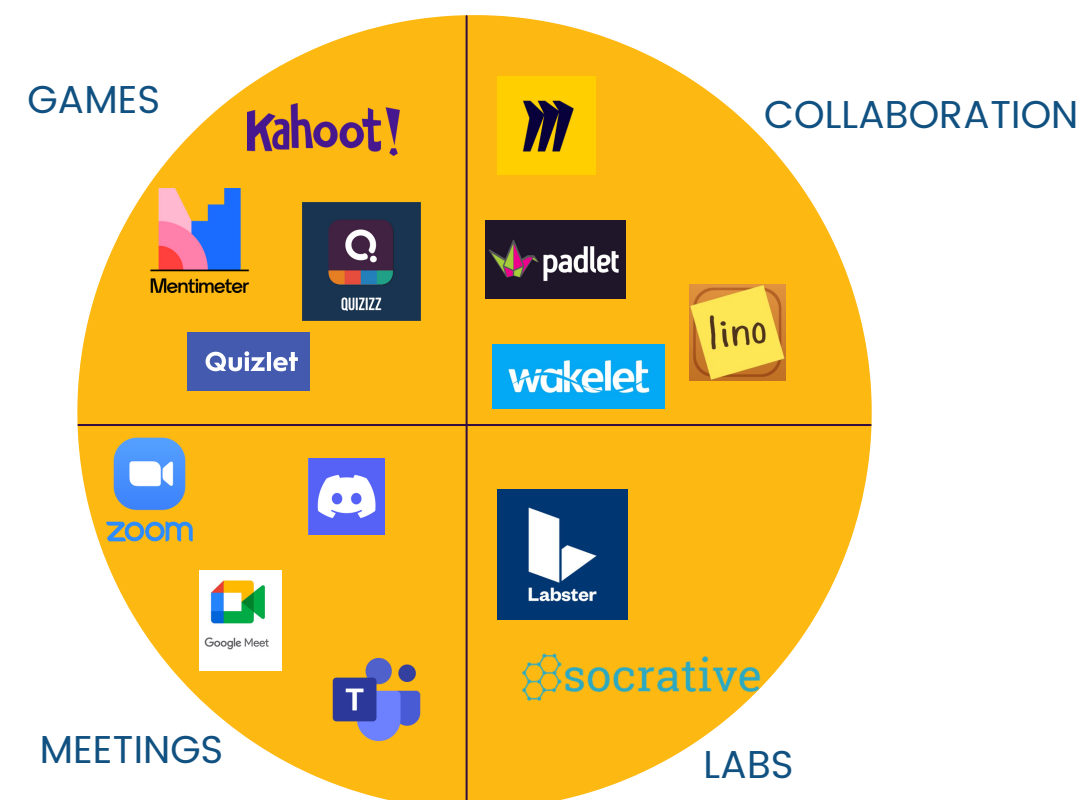 GAMES
COLLABORATION
Kahoot!
Mentimeter
Q.
QUIZIZZ
Quizlet
padlet
lino
wakelet
zoom
Google Meet
T
Labster
socrative
MEETINGS
LABS